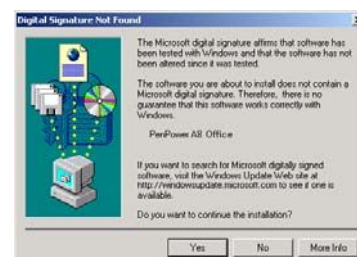 Digital Signature Not Found
The Microsoft digital signature affirms that software has
been tested with Windows and that the software has not
been altered since it was tested.
The software you are about to install does not contain a
Microsoft digital signature. Therefore, there is no
guarantee that this software works correctly with
Windows.
PenPower A8 Office
If you want to search for Microsoft digitally signed
software, visit the Windows Update Web site at
http://windowsupdate.microsoft.com to see if one is
available.
Do you want to continue the installation?
Yes No More Info